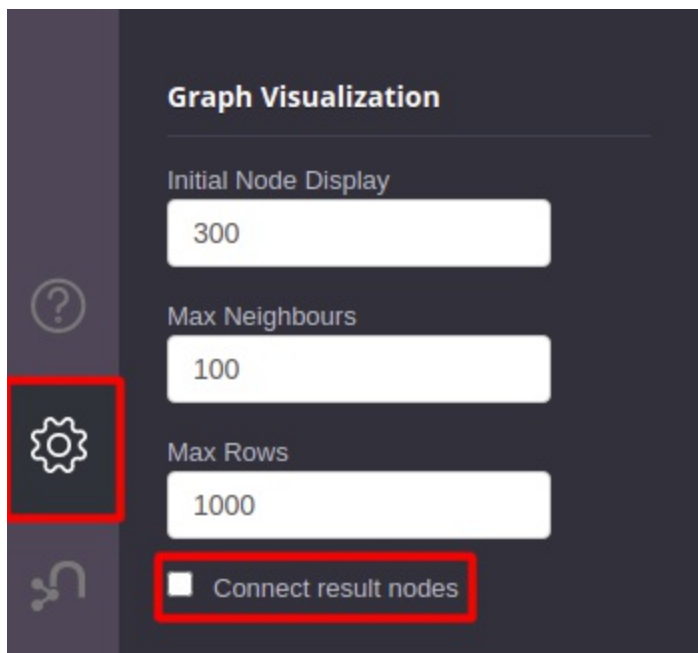 Graph Visualization
Initial Node Display
300
Max Neighbours
100
Max Rows
1000
Connect result nodes